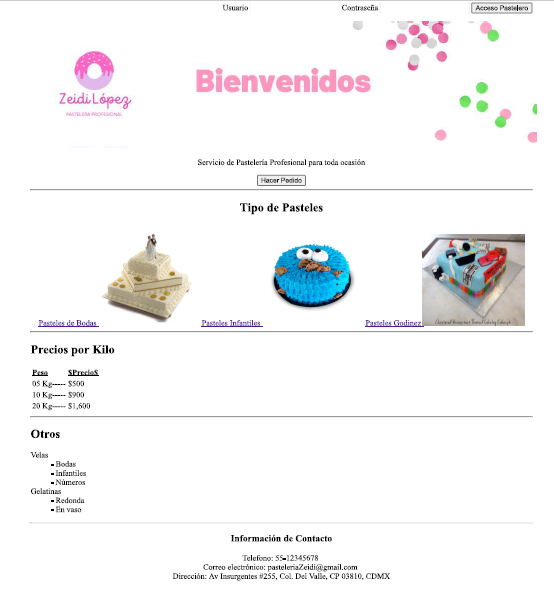 Usuario Contraseña Acceso Pastelero
Zeidi López
PASTELERA PROFESIONAL
Bienvenidos
Servicio de Pastelería Profesional para toda ocasión
Hacer Pedido
Tipo de Pasteles
Pasteles de Bodas Pasteles Infantiles Pasteles Godinez
Precios por Kilo
Peso $Precio$
05 Kg----- $500
10 Kg----- $900
20 Kg----- $1,600
Otros
Velas
Bodas
Infantiles
Números
Gelatinas
Redonda
En vaso
Información de Contacto
Telefono: 55-12345678
Correo electrónico: pasteleriaZeidi@gmail.com
Dirección: Av Insurgentes #255, Col. Del Valle, CP 03810, CDMX